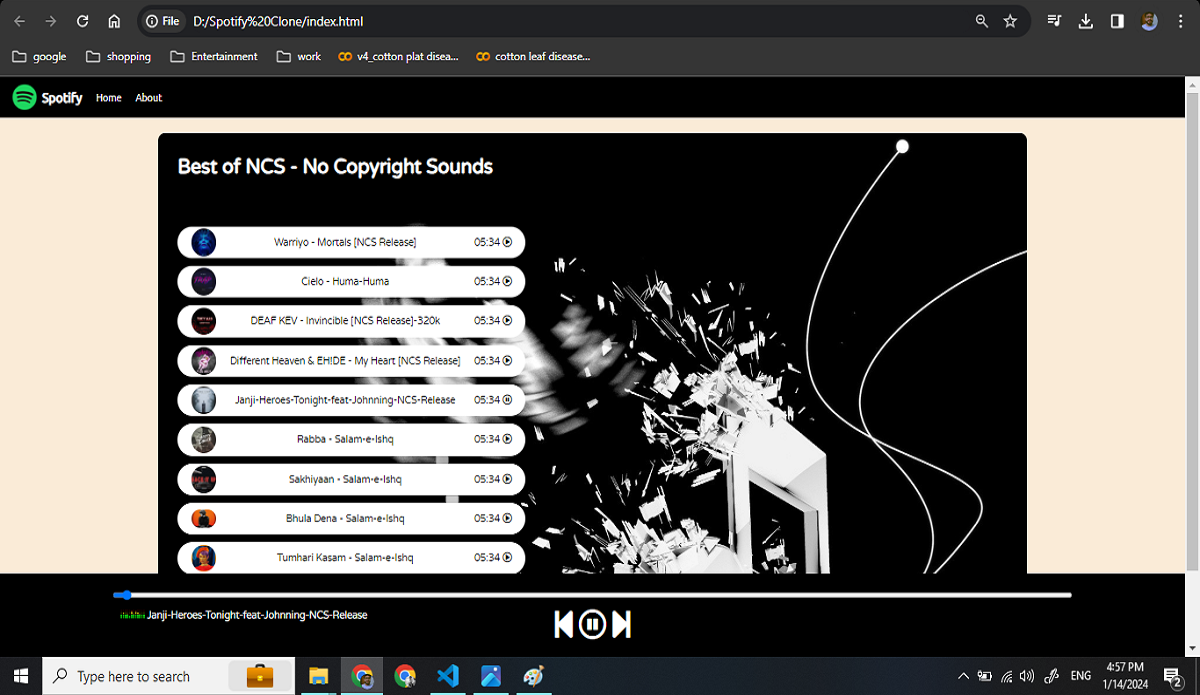 File D:/Spotify%20Clone/index.html
google shopping Entertainment work v4_cotton plat disea... cotton leaf disease...
Spotify Home About
Best of NCS - No Copyright Sounds
Warriyo - Mortals [NCS Release] 05:34
Cielo - Huma-Huma 05:34
DEAF KEV - Invincible [NCS Release]-320k 05:34
Different Heaven & EH!DE - My Heart [NCS Release] 05:34
Janji-Heroes-Tonight-feat-Johnning-NCS-Release 05:34
Rabba - Salam-e-Ishq 05:34
Sakhiyaan - Salam-e-Ishq 05:34
Bhula Dena - Salam-e-Ishq 05:34
Tumhari Kasam - Salam-e-Ishq 05:34
Janji-Heroes-Tonight-feat-Johnning-NCS-Release
Type here to search
ENG
4:57 PM
1/14/2024
2